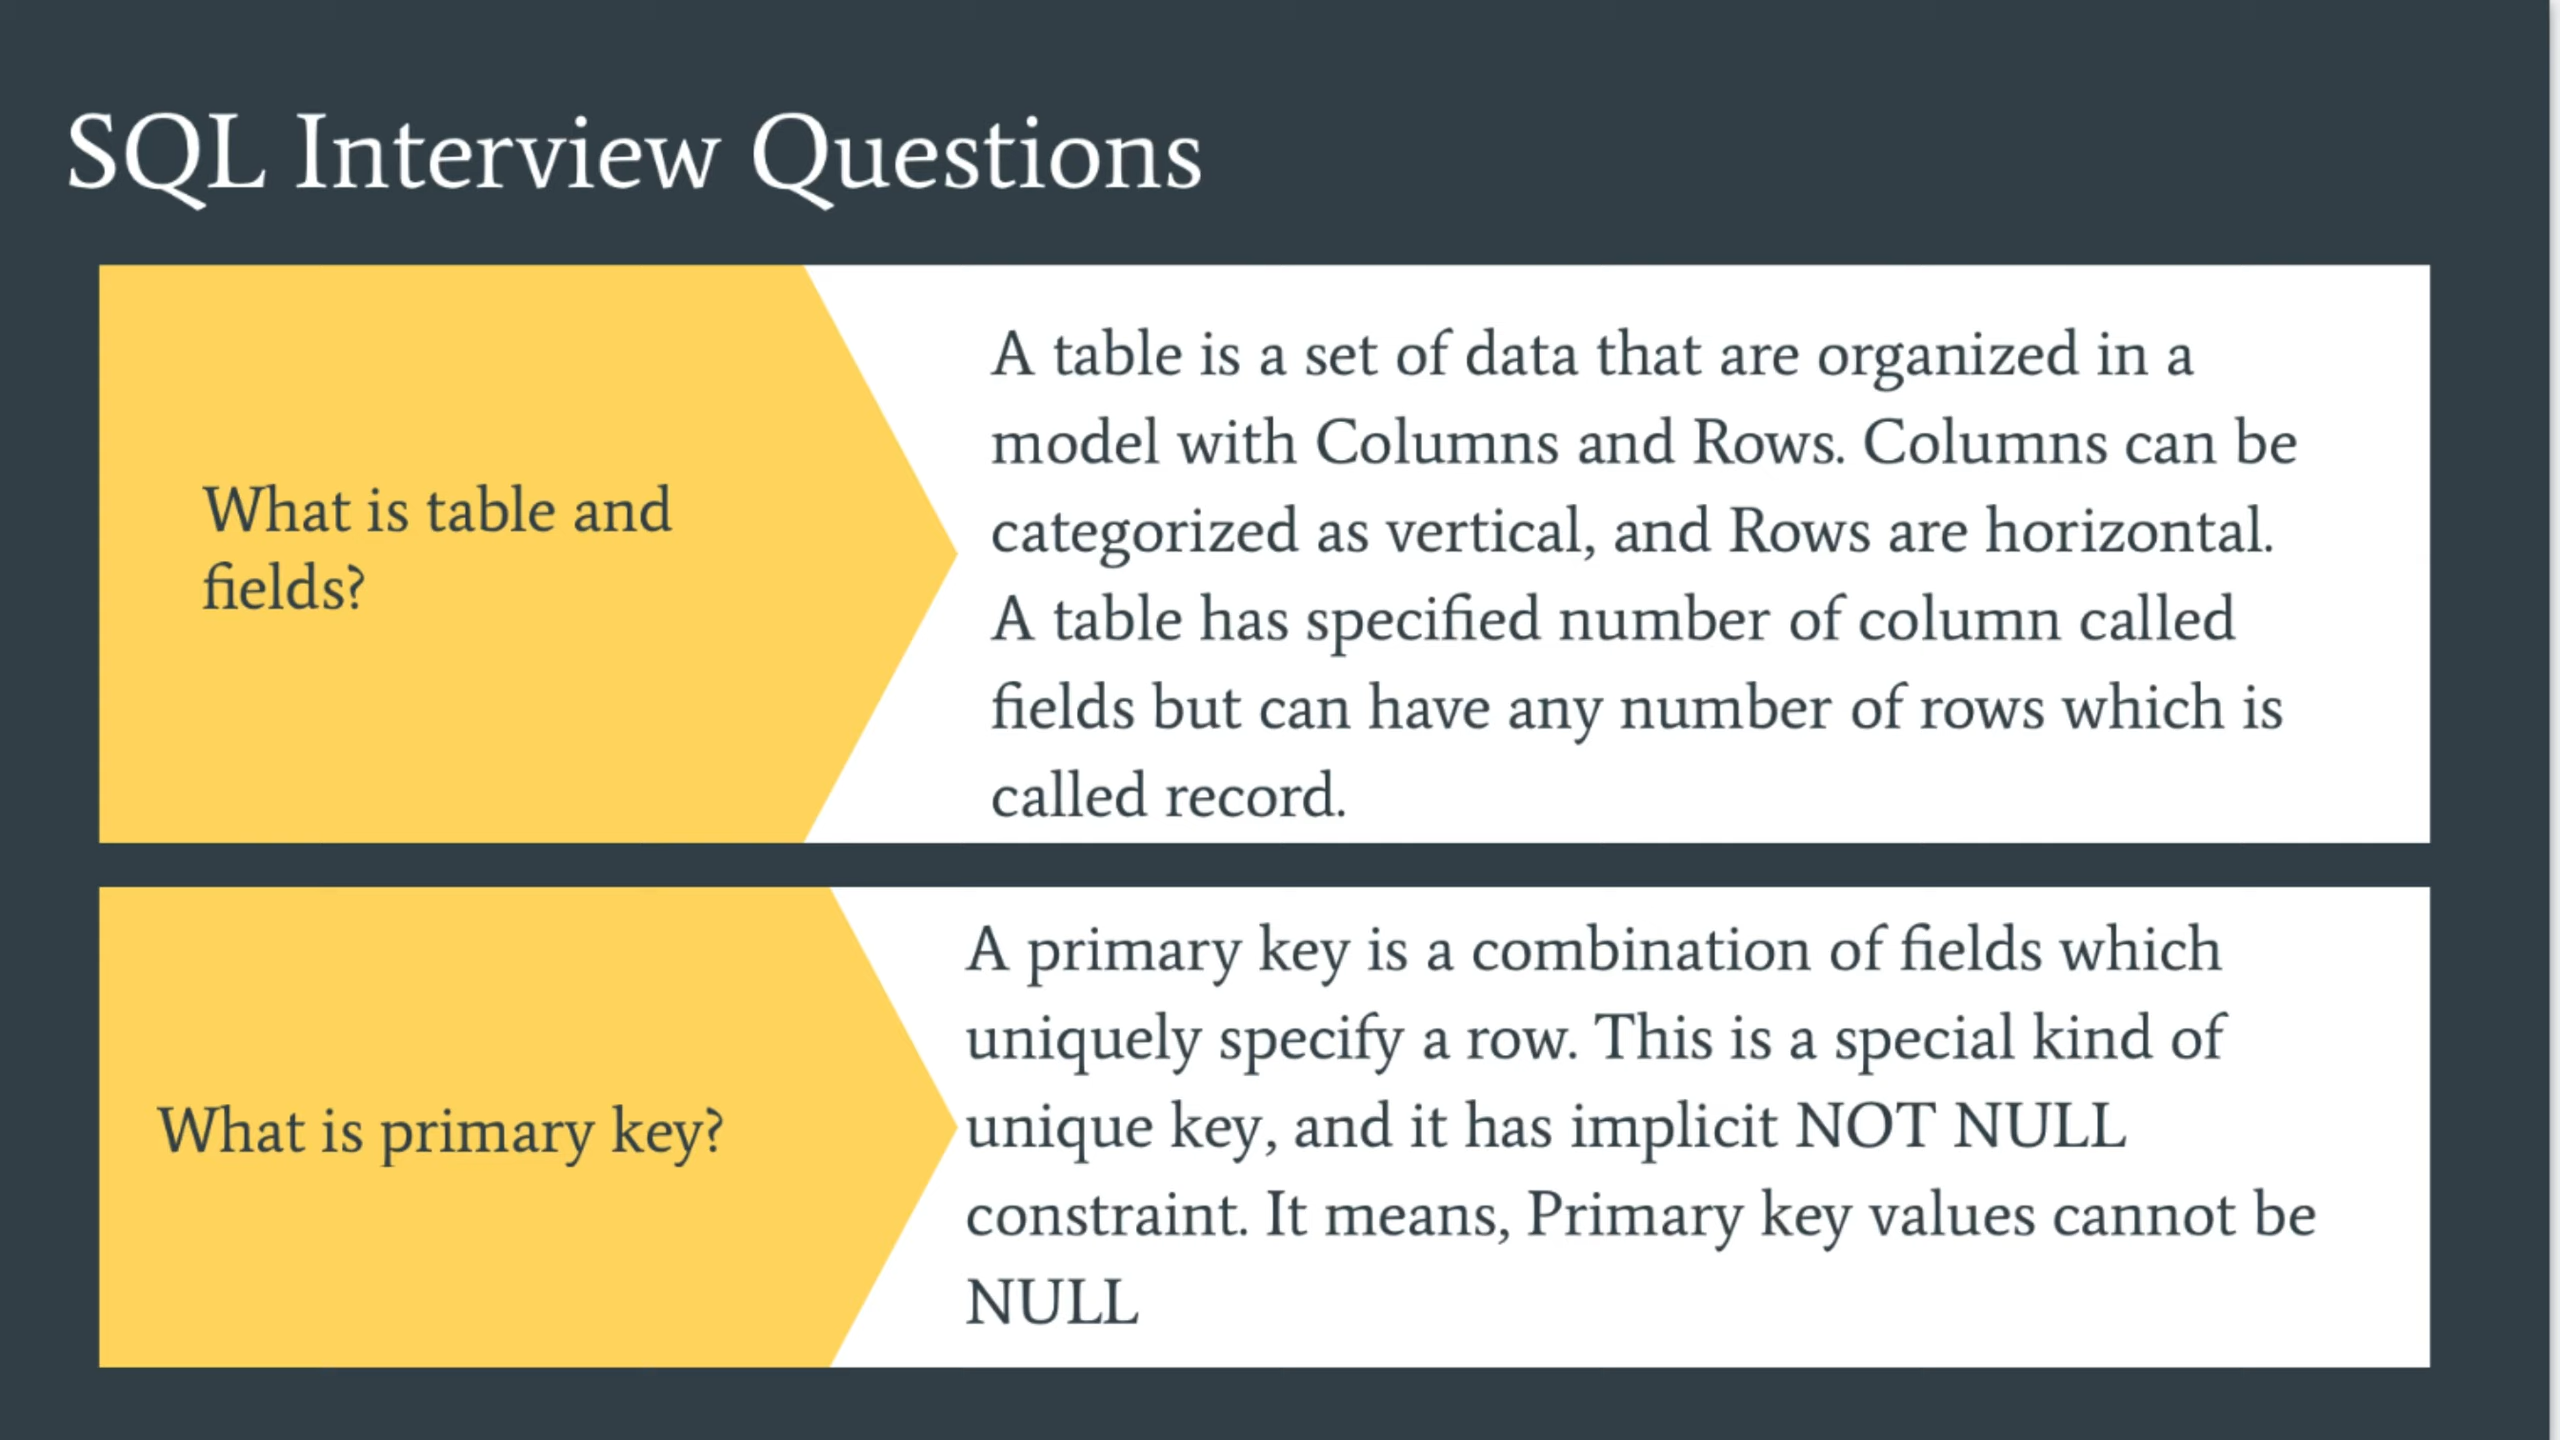 SQL Interview Questions
What is table and
fields?
A table is a set of data that are organized in a
model with Columns and Rows. Columns can be
categorized as vertical, and Rows are horizontal.
A table has specified number of column called
fields but can have any number of rows which is
called record.
What is primary key?
A primary key is a combination of fields which
uniquely specify a row. This is a special kind of
unique key, and it has implicit NOT NULL
constraint. It means, Primary key values cannot be
NULL